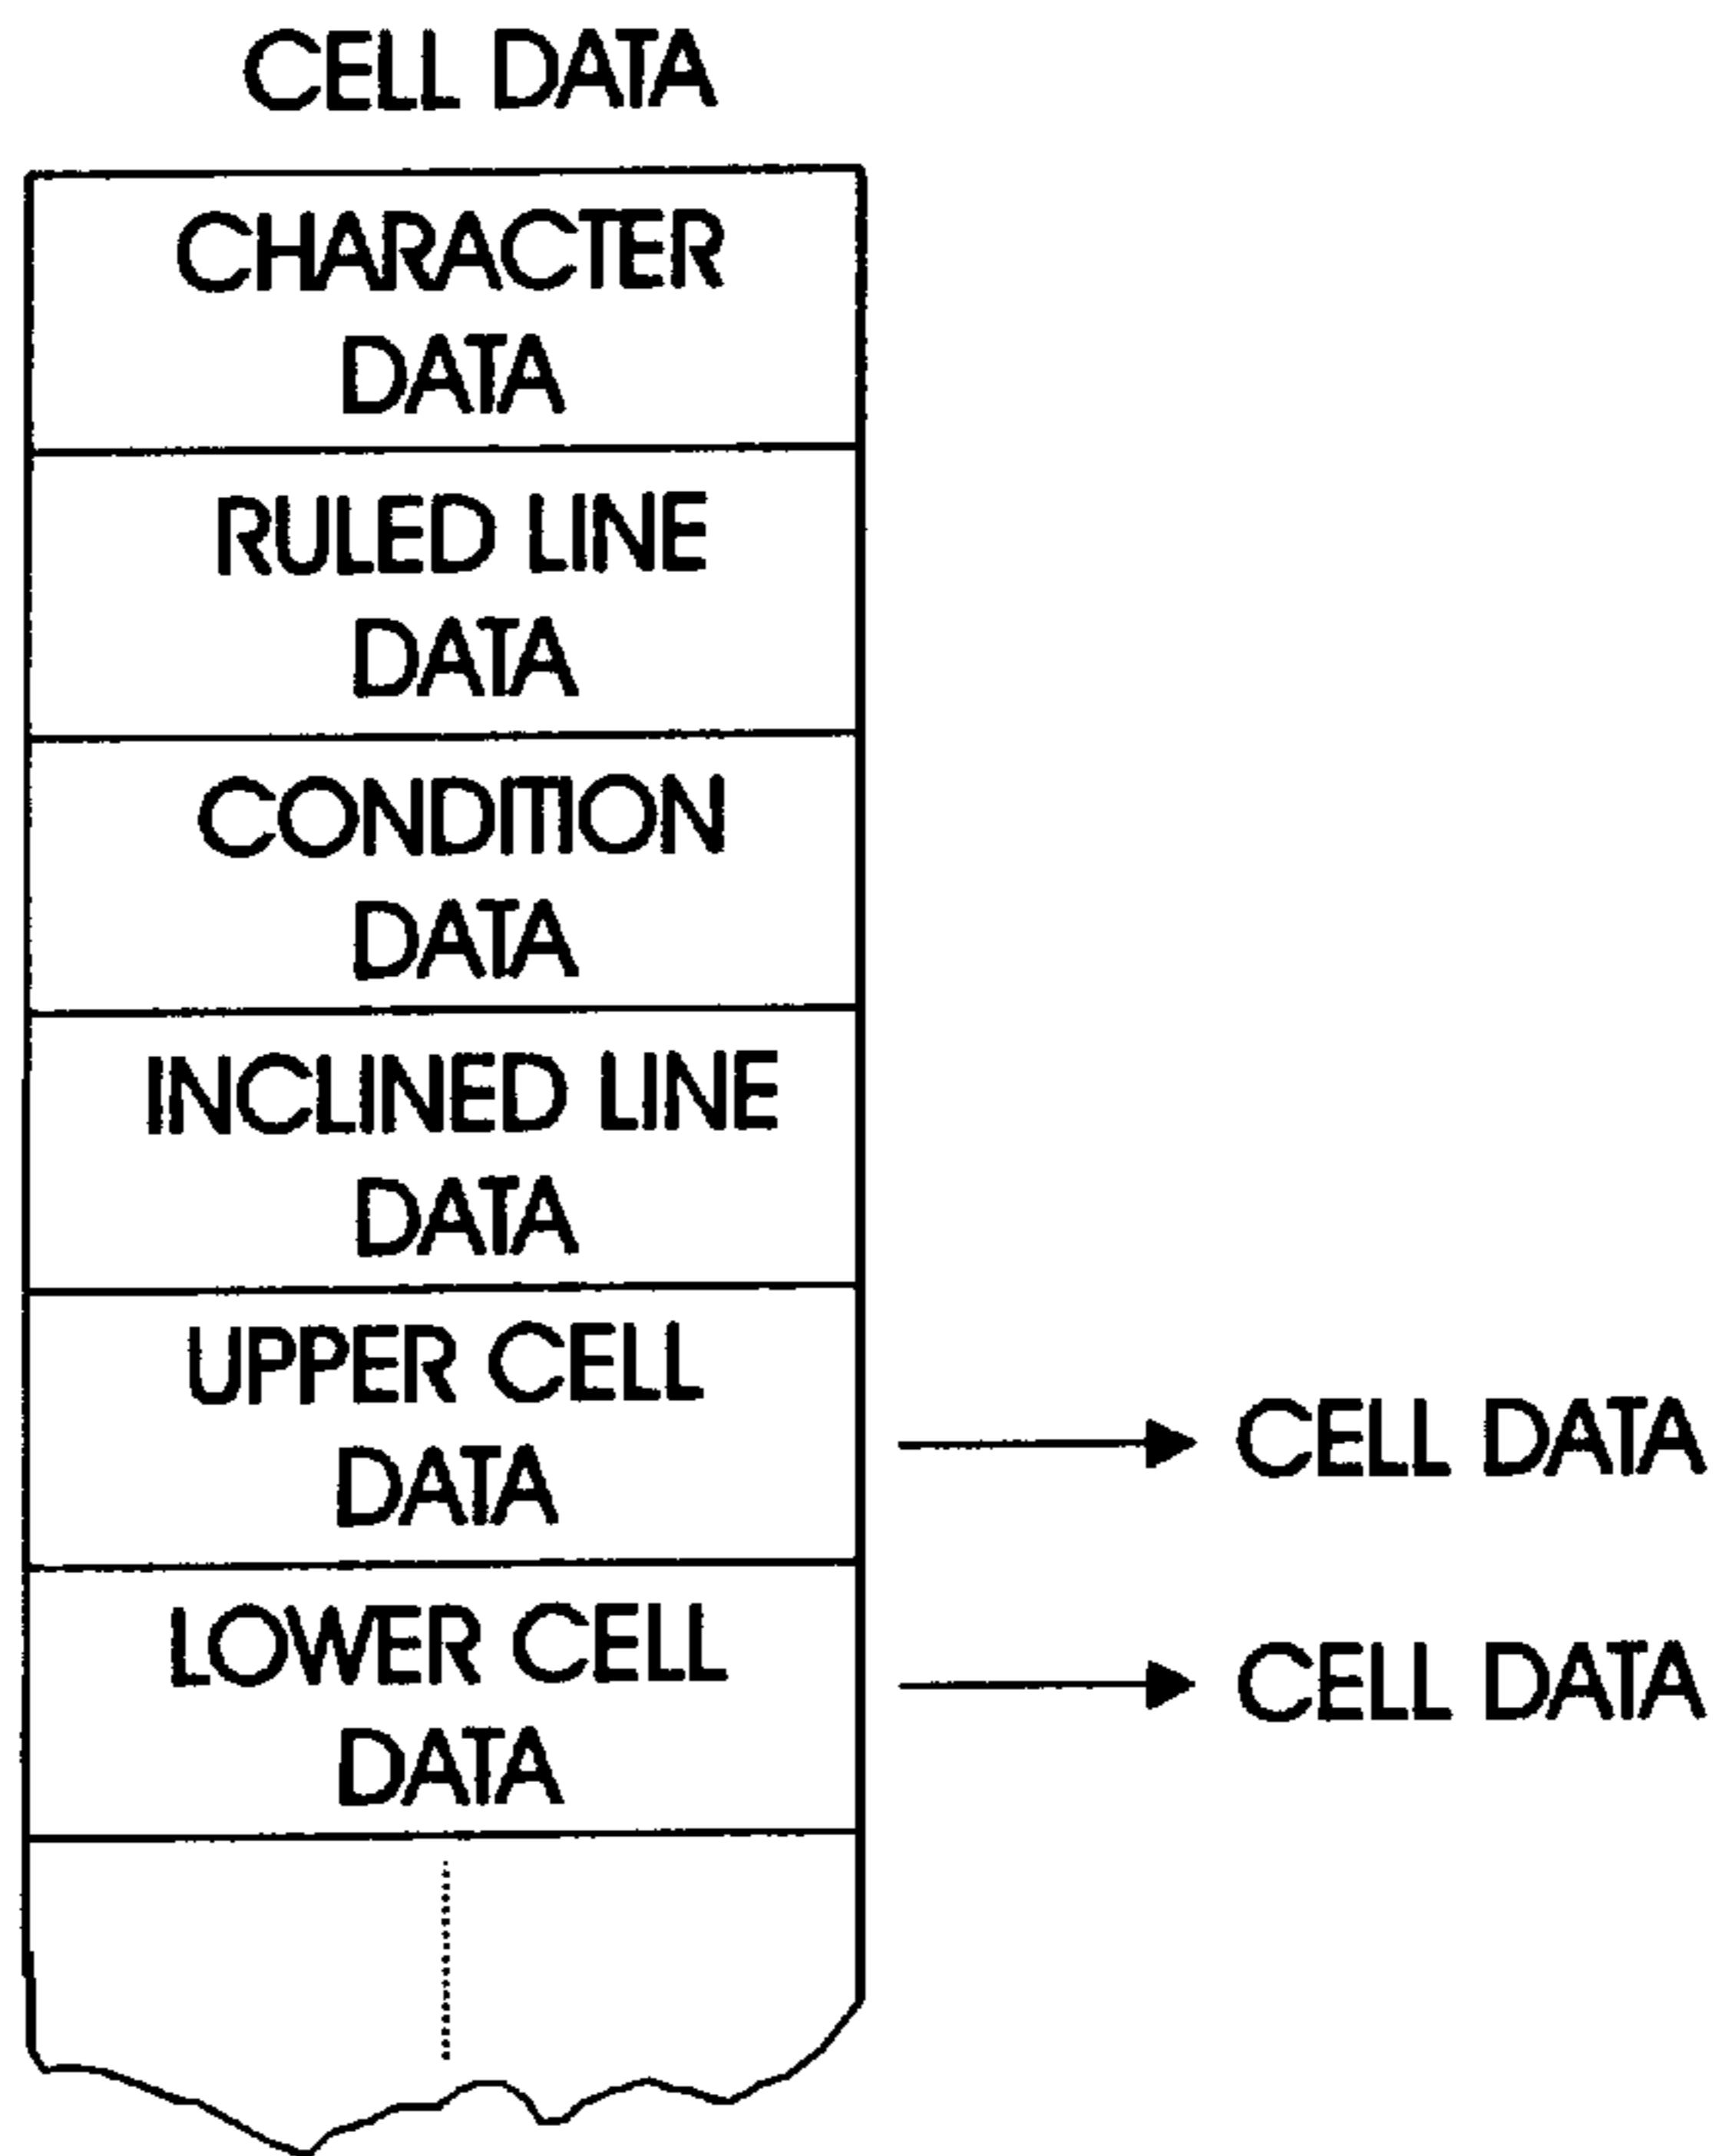 CELL DATA
CHARACTER
DATA
RULED LINE
DATA
CONDITION
DATA
INCLINED LINE
DATA
UPPER CELL
DATA
CELL DATA
LOWER CELL
DATA
CELL DATA